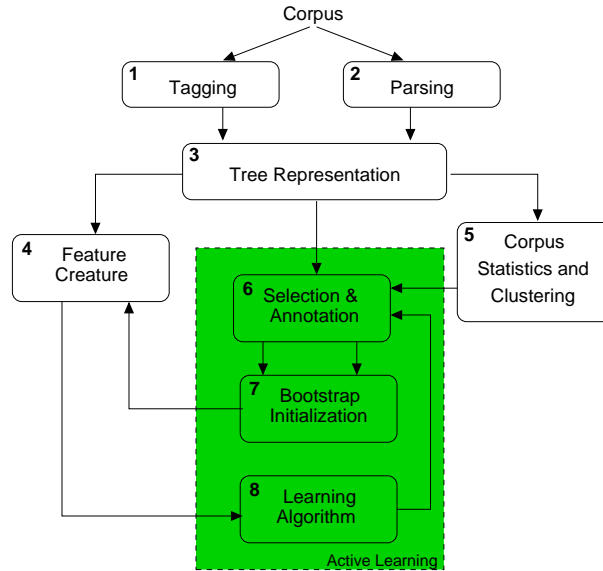 Corpus
1
Tagging
2
Parsing
3
Tree Representation
4
Feature
Creature
5
Corpus
Statistics and
Clustering
6
Selection &
Annotation
7
Bootstrap
Initialization
8
Learning
Algorithm
Active Learning